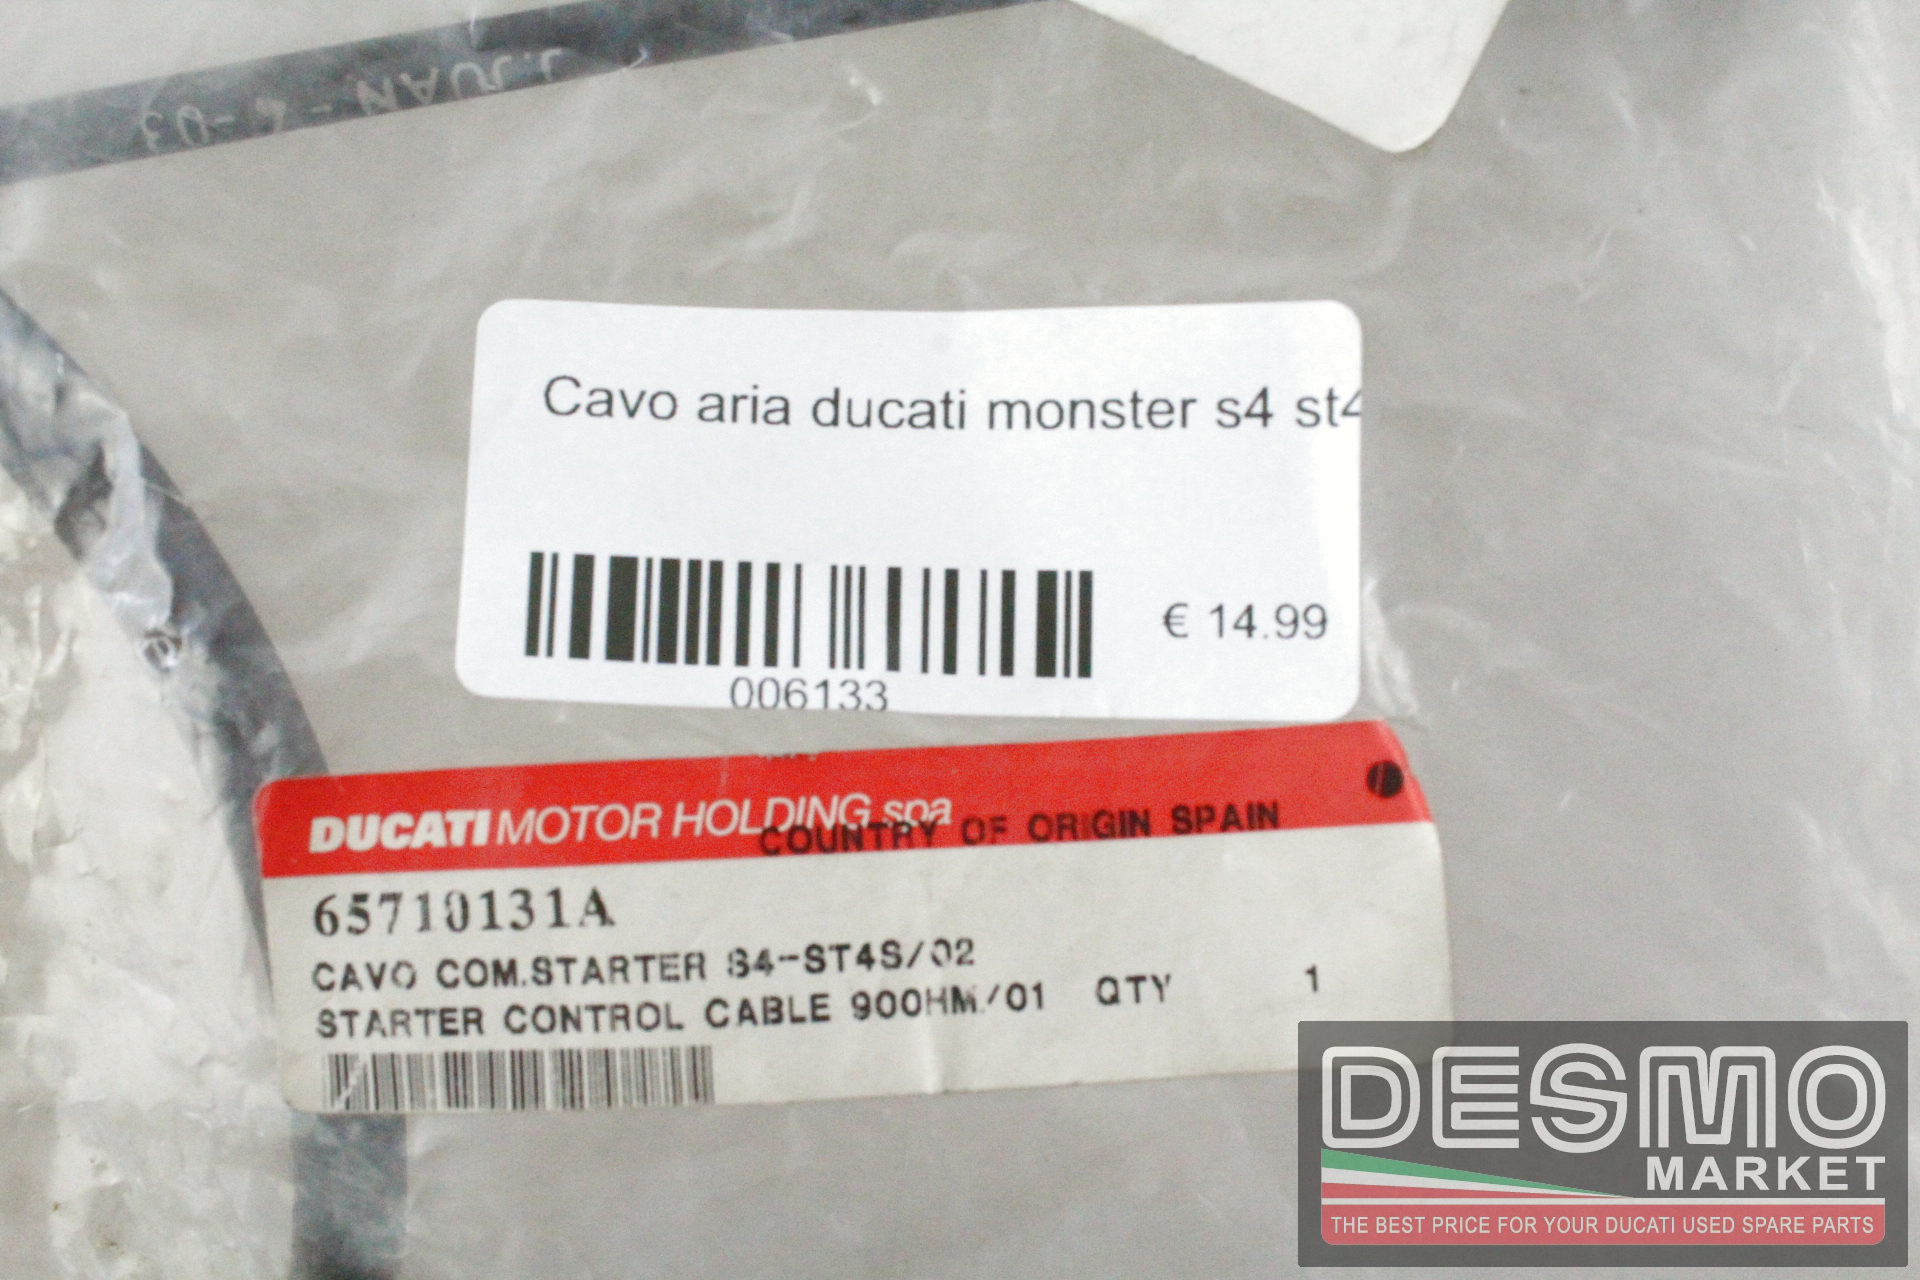 Cavo aria ducati monster s4 st4
€ 14.99
006133
DUCATI MOTOR HOLDING spa
COUNTRY OF ORIGIN SPAIN
65710131A
CAVO COM.STARTER S4-ST4S/02
STARTER CONTROL CABLE 900HM/01 QTY 1
DESMO
MARKET
THE BEST PRICE FOR YOUR DUCATI USED SPARE PARTS